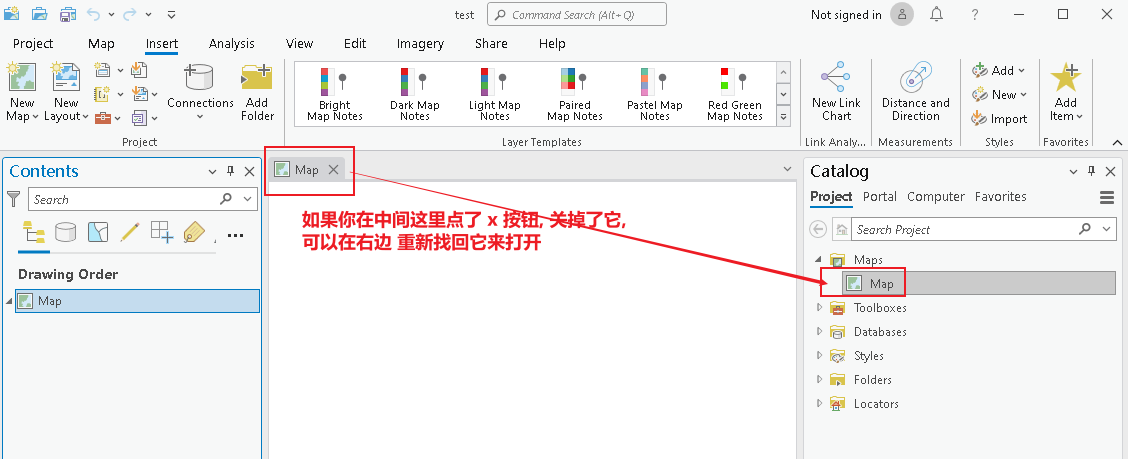 test
Command Search (Alt+Q)
Not signed in
?
Project Map Insert Analysis View Edit Imagery Share Help
New Map
New Layout
Connections
Add Folder
Project
Bright Map Notes
Dark Map Notes
Light Map Notes
Paired Map Notes
Pastel Map Notes
Red Green Map Notes
Layer Templates
New Link Chart
Link Analy...
Distance and Direction
Measurements
Add
New
Import
Styles
Add Item
Favorites
Contents
Search
...
Drawing Order
Map
Map
如果你在中间这里点了 x 按钮, 关掉了它,
可以在右边 重新找回它来打开
Catalog
Project Portal Computer Favorites
Search Project
Maps
Map
Toolboxes
Databases
Styles
Folders
Locators